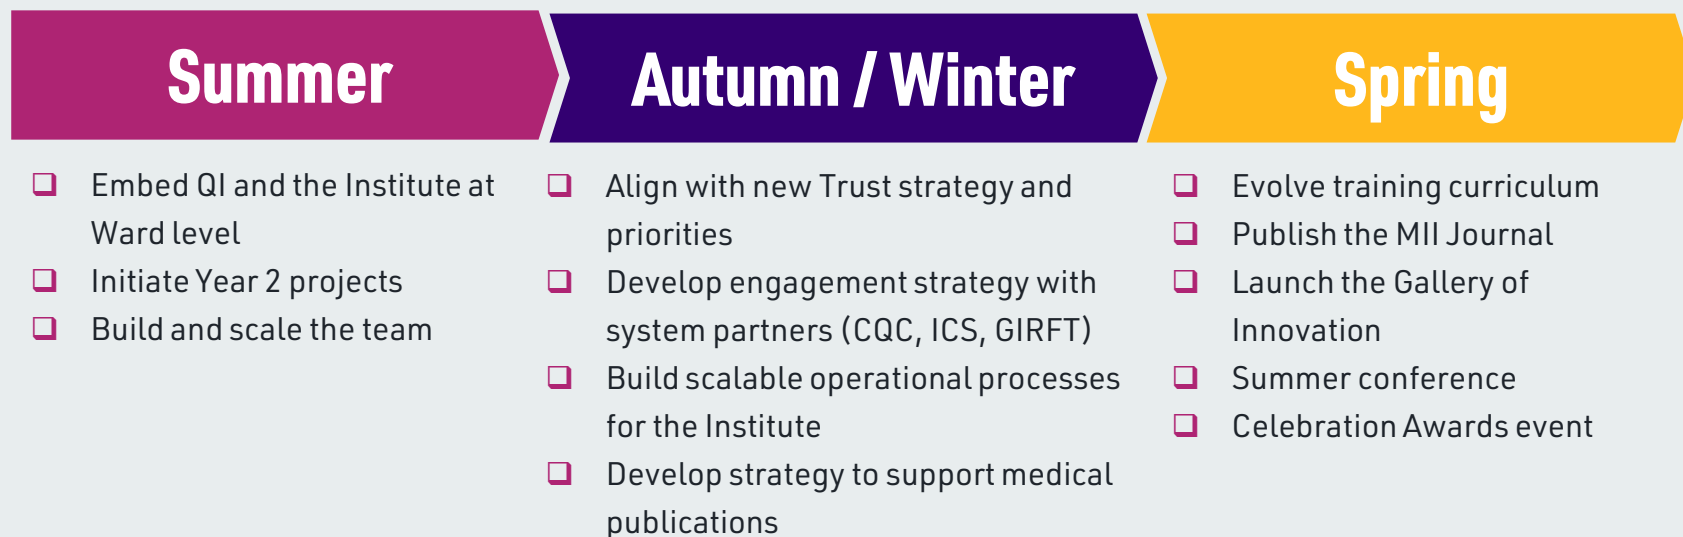 Summer
Embed QI and the Institute at
Ward level
Initiate Year 2 projects
Build and scale the team
Autumn / Winter
Align with new Trust strategy and
priorities
Develop engagement strategy with
system partners (CQC, ICS, GIRFT)
Build scalable operational processes
for the Institute
Develop strategy to support medical
publications
Spring
Evolve training curriculum
Publish the MII Journal
Launch the Gallery of
Innovation
Summer conference
Celebration Awards event